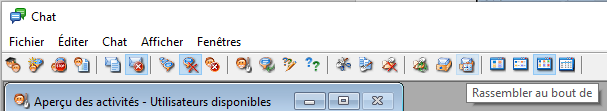 Chat
Fichier Éditer Chat Afficher Fenêtres
Rassembler au bout de
Aperçu des activités - Utilisateurs disponibles